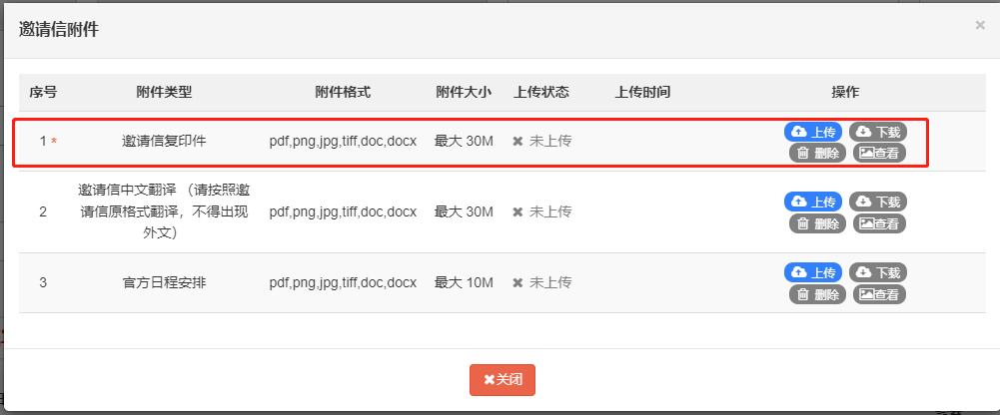 邀请信附件
×
序号 附件类型 附件格式 附件大小 上传状态 上传时间 操作
1 * 邀请信复印件 pdf,png,jpg,tiff,doc,docx 最大 30M ✖ 未上传 上传 下载
删除 查看
邀请信中文翻译 （请按照邀
2 请信原格式翻译，不得出现 pdf,png,jpg,tiff,doc,docx 最大 30M ✖ 未上传 上传 下载
外文） 删除 查看
3 官方日程安排 pdf,png,jpg,tiff,doc,docx 最大 10M ✖ 未上传 上传 下载
删除 查看
✖关闭